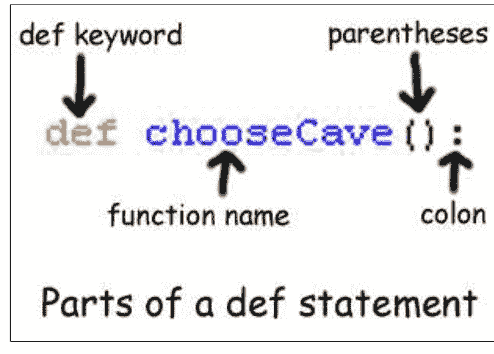 def keyword
parentheses
def chooseCave():
function name
colon
Parts of a def statement